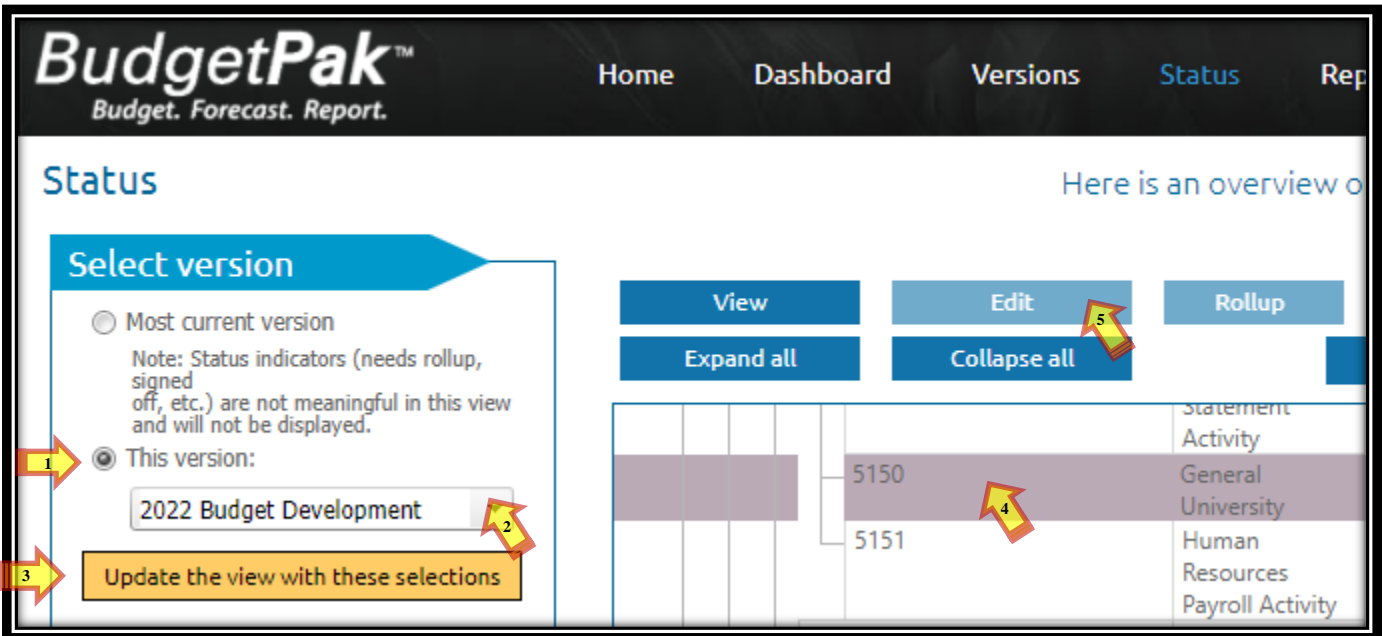 BudgetPak™
Budget. Forecast. Report.
Home Dashboard Versions Status Rep
Status
Here is an overview o
Select version
Most current version
Note: Status indicators (needs rollup,
signed
off, etc.) are not meaningful in this view
and will not be displayed.
1 This version:
2022 Budget Development 2
3 Update the view with these selections
View Edit 5 Rollup
Expand all Collapse all
Statement
Activity
5150 4 General
University
5151 Human
Resources
Payroll Activity